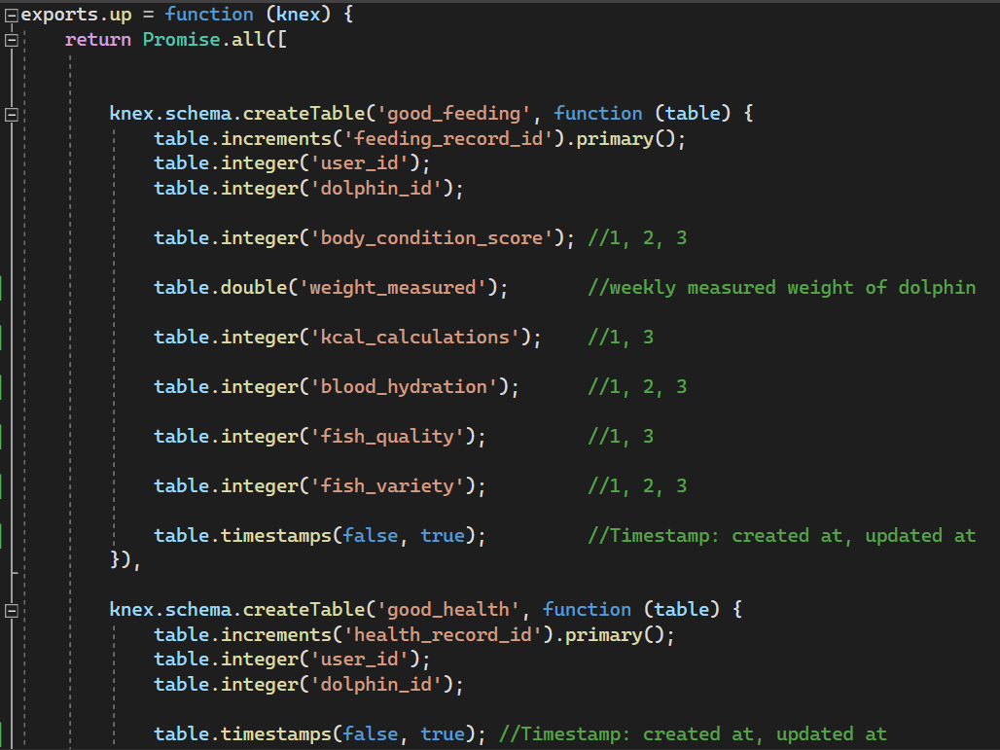 exports.up = function (knex) {
return Promise.all([
knex.schema.createTable('good_feeding', function (table) {
table.increments('feeding_record_id').primary();
table.integer('user_id');
table.integer('dolphin_id');
table.integer('body_condition_score'); //1, 2, 3
table.double('weight_measured'); //weekly measured weight of dolphin
table.integer('kcal_calculations'); //1, 3
table.integer('blood_hydration'); //1, 2, 3
table.integer('fish_quality'); //1, 3
table.integer('fish_variety'); //1, 2, 3
table.timestamps(false, true); //Timestamp: created at, updated at
}),
knex.schema.createTable('good_health', function (table) {
table.increments('health_record_id').primary();
table.integer('user_id');
table.integer('dolphin_id');
table.timestamps(false, true); //Timestamp: created at, updated at